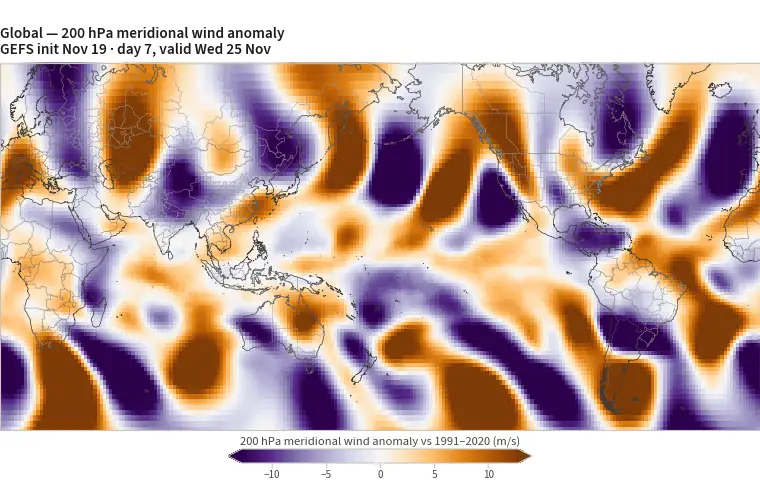 Global — 200 hPa meridional wind anomaly
GEFS init Nov 19 · day 7, valid Wed 25 Nov
200 hPa meridional wind anomaly vs 1991–2020 (m/s)
−10 −5 0 5 10